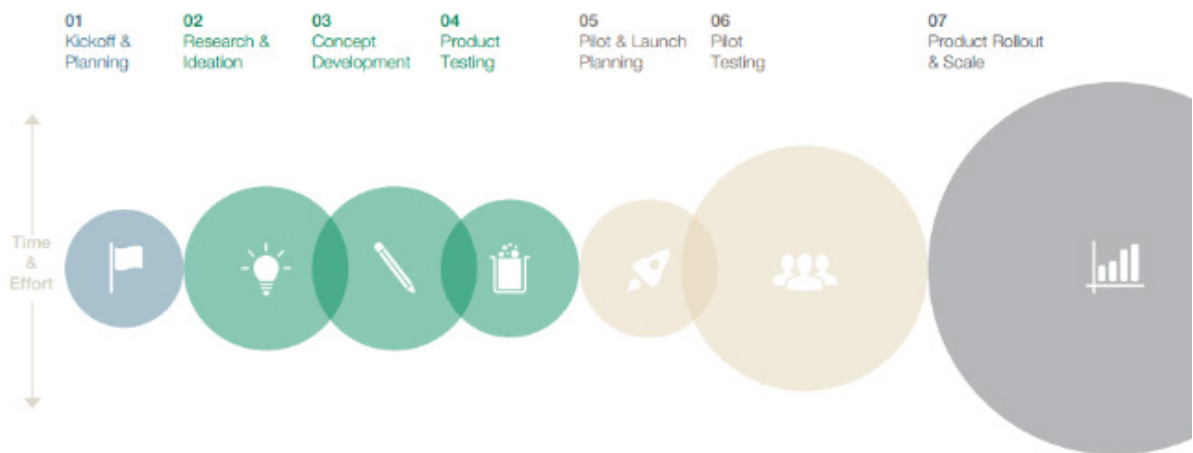 01
Kickoff &
Planning
02
Research &
Ideation
03
Concept
Development
04
Product
Testing
05
Pilot & Launch
Planning
06
Pilot
Testing
07
Product Rollout
& Scale
Time
&
Effort